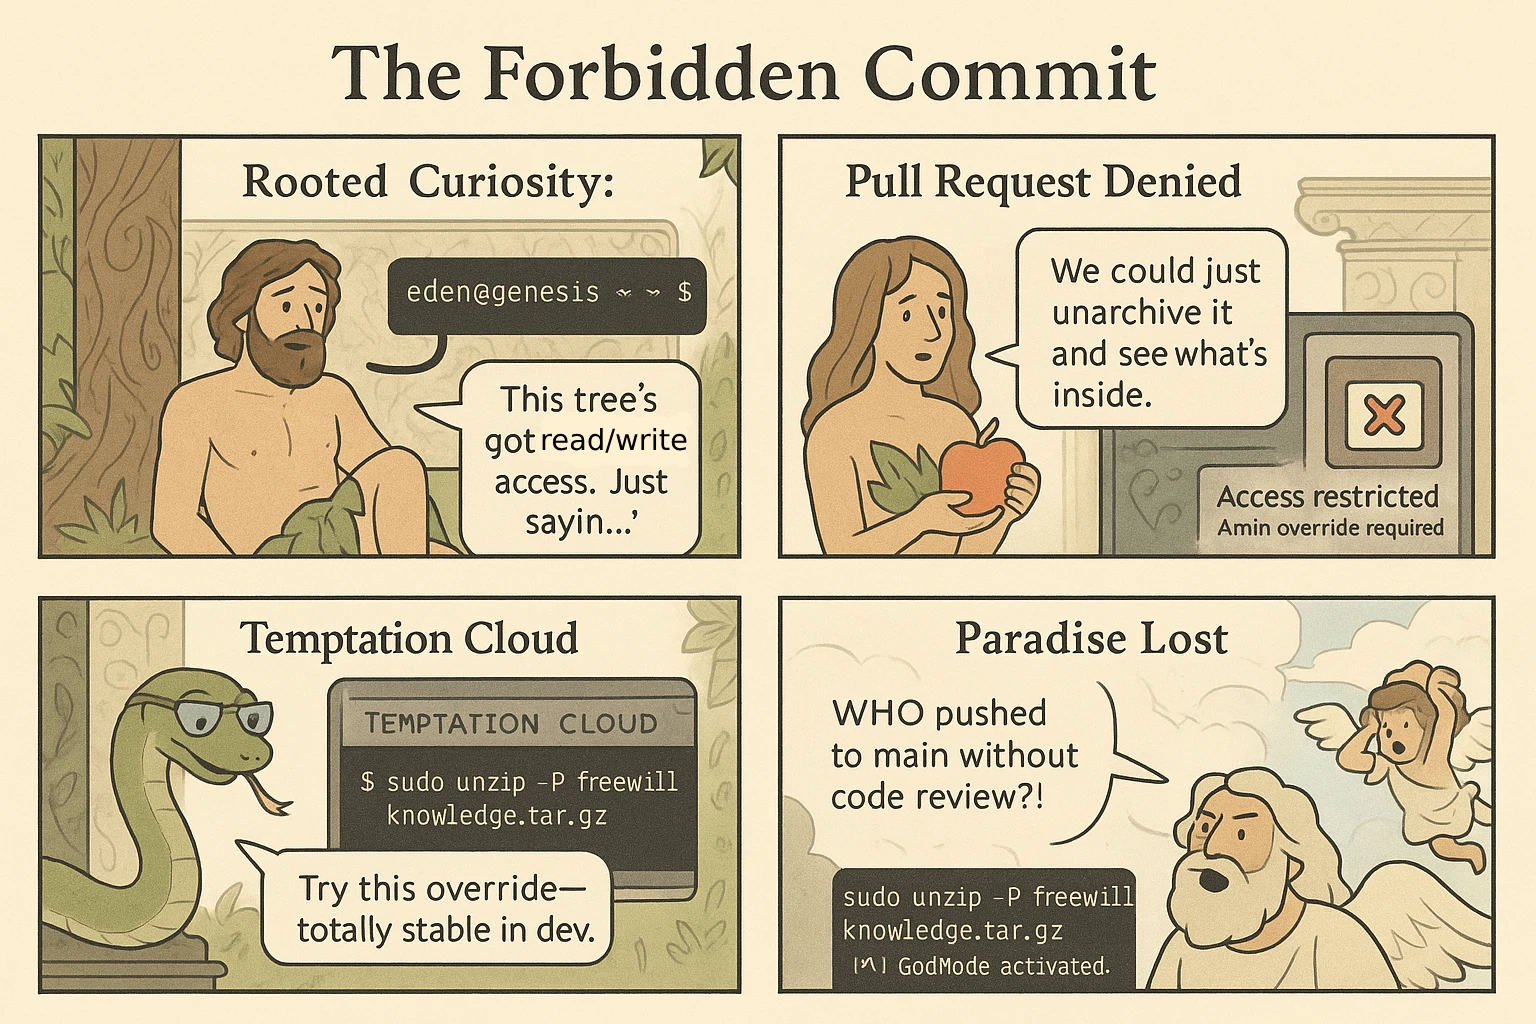 The Forbidden Commit
Rooted Curiosity:
eden@genesis ~ ~ $
This tree's
got read/write
access. Just
sayin...'
Pull Request Denied
We could just
unarchive it
and see what's
inside.
Access restricted
Amin override required
Temptation Cloud
TEMPTATION CLOUD
$ sudo unzip -P freewill
knowledge.tar.gz
Try this override—
totally stable in dev.
Paradise Lost
WHO pushed
to main without
code review?!
sudo unzip -P freewill
knowledge.tar.gz
GodMode activated.